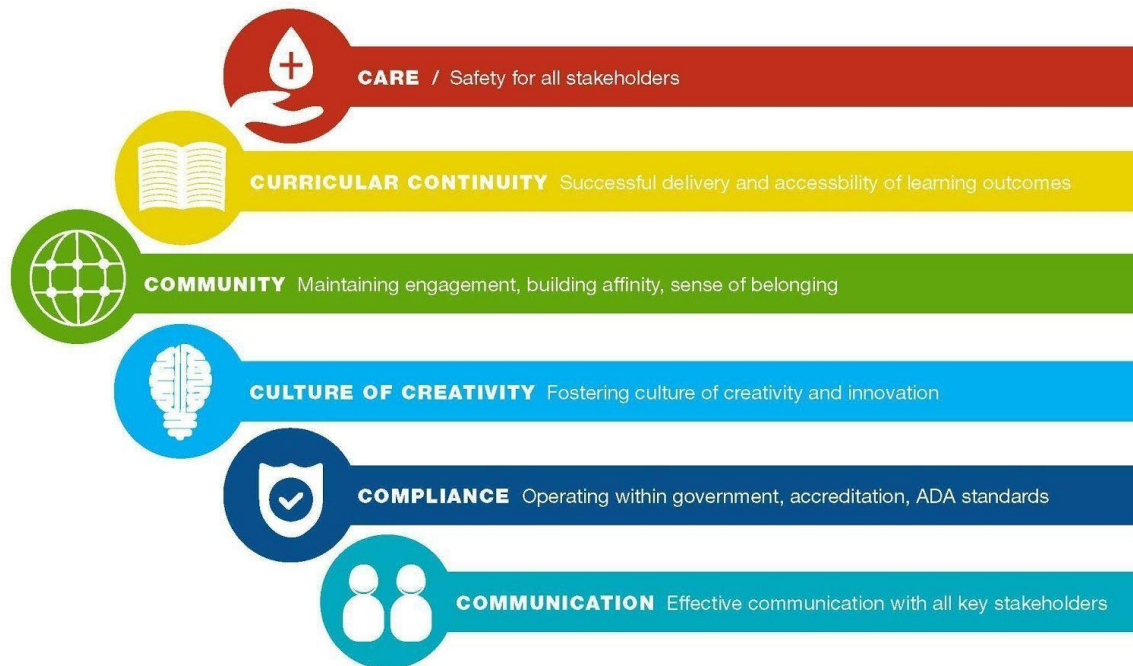 CARE / Safety for all stakeholders
CURRICULAR CONTINUITY Successful delivery and accessbility of learning outcomes
COMMUNITY Maintaining engagement, building affinity, sense of belonging
CULTURE OF CREATIVITY Fostering culture of creativity and innovation
COMPLIANCE Operating within government, accreditation, ADA standards
COMMUNICATION Effective communication with all key stakeholders